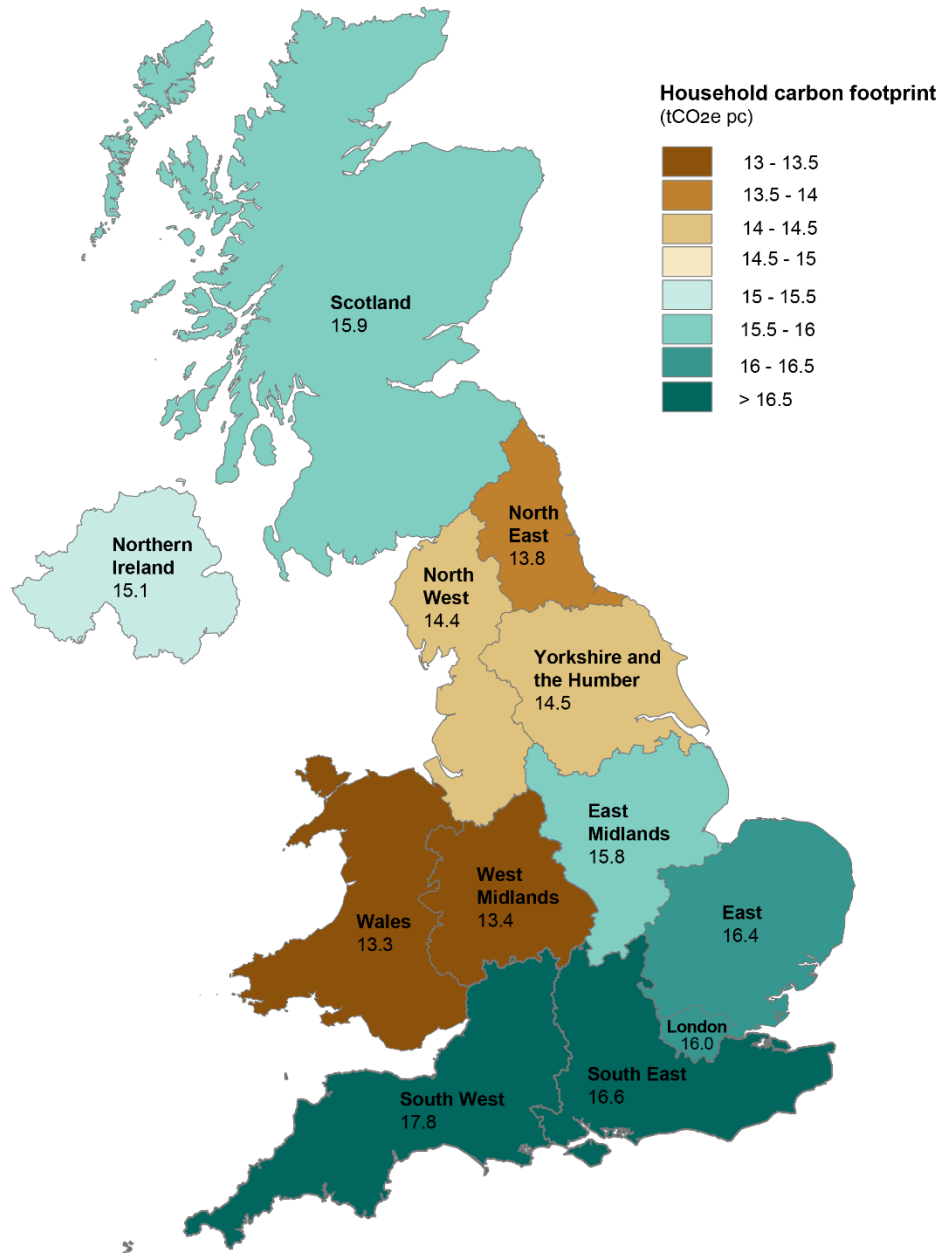 Household carbon footprint
(tCO2e pc)
13 - 13.5
13.5 - 14
14 - 14.5
14.5 - 15
15 - 15.5
15.5 - 16
16 - 16.5
> 16.5
Scotland
15.9
Northern
Ireland
15.1
North
East
13.8
North
West
14.4
Yorkshire and
the Humber
14.5
East
Midlands
15.8
West
Midlands
13.4
Wales
13.3
East
16.4
London
16.0
South East
16.6
South West
17.8